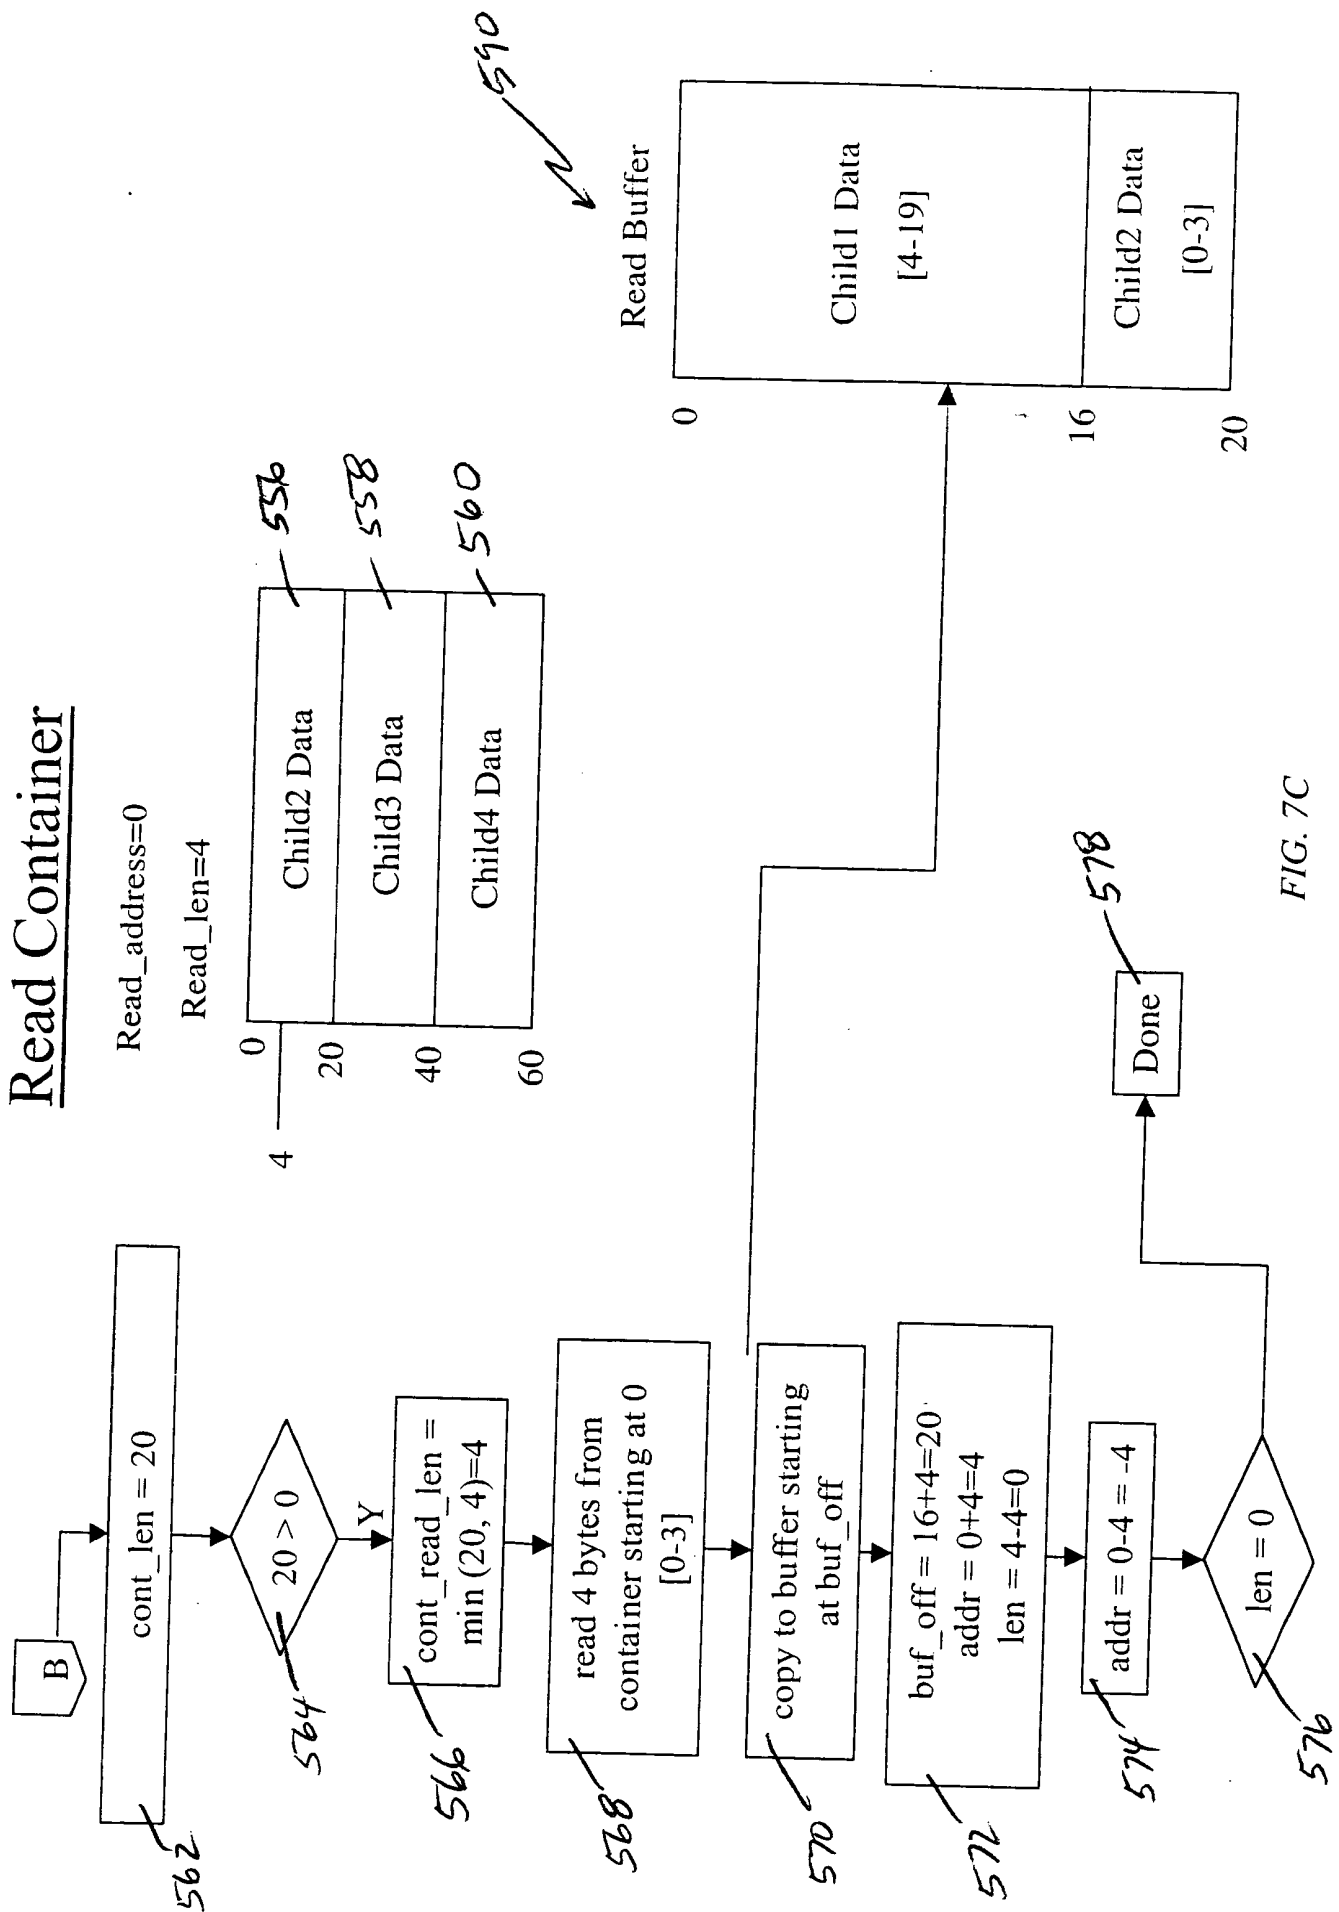 Read Container
Read_address=0
Read_len=4
B
cont_len = 20
562
20 > 0
564
Y
cont_read_len =
min (20, 4)=4
566
read 4 bytes from
container starting at 0
[0-3]
568
copy to buffer starting
at buf_off
570
buf_off = 16+4=20
addr = 0+4=4
len = 4-4=0
572
addr = 0-4 = -4
574
len = 0
576
Done
578
4
0
20
40
60
Child2 Data
Child3 Data
Child4 Data
556
558
560
Read Buffer
590
0
16
20
Child1 Data
[4-19]
Child2 Data
[0-3]
FIG. 7C